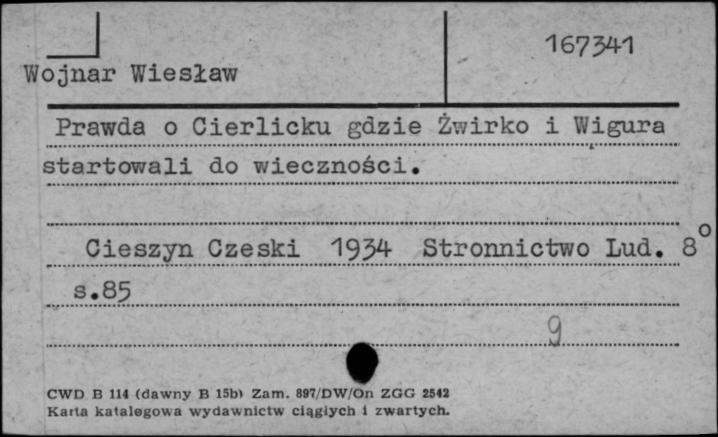 167341
Wojnar Wiesław
Prawda o Cierlicku gdzie Żwirko i Wigura
startowali do wieczności.
Cieszyn Czeski 1934 Stronnictwo Lud. 8°
s.85
9
CWD B 114 (dawny B 15b) Zam. 897/DW/On ZGG 2542
Karta katalogowa wydawnictw ciągłych i zwartych.